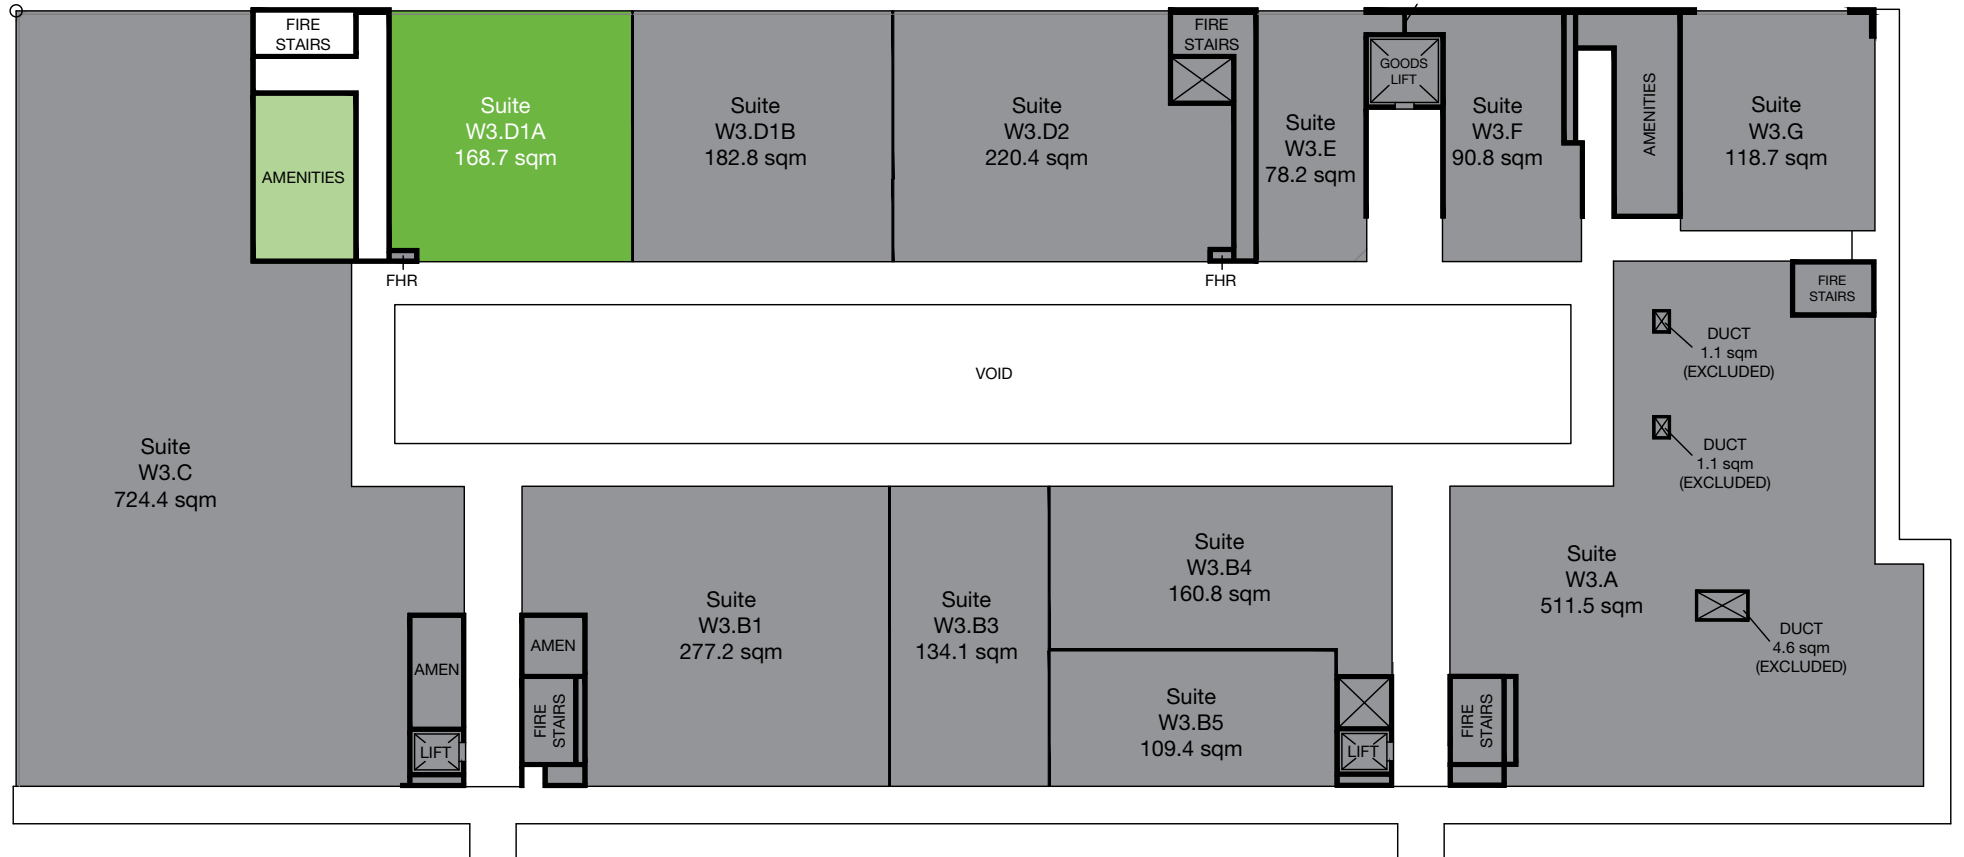 FIRE
STAIRS
AMENITIES
Suite
W3.D1A
168.7 sqm
FHR
Suite
W3.D1B
182.8 sqm
Suite
W3.D2
220.4 sqm
FIRE
STAIRS
FHR
Suite
W3.E
78.2 sqm
GOODS
LIFT
Suite
W3.F
90.8 sqm
AMENITIES
Suite
W3.G
118.7 sqm
FIRE
STAIRS
DUCT
1.1 sqm
(EXCLUDED)
DUCT
1.1 sqm
(EXCLUDED)
VOID
Suite
W3.C
724.4 sqm
AMEN
LIFT
AMEN
FIRE
STAIRS
Suite
W3.B1
277.2 sqm
Suite
W3.B3
134.1 sqm
Suite
W3.B4
160.8 sqm
Suite
W3.B5
109.4 sqm
LIFT
FIRE
STAIRS
Suite
W3.A
511.5 sqm
DUCT
4.6 sqm
(EXCLUDED)